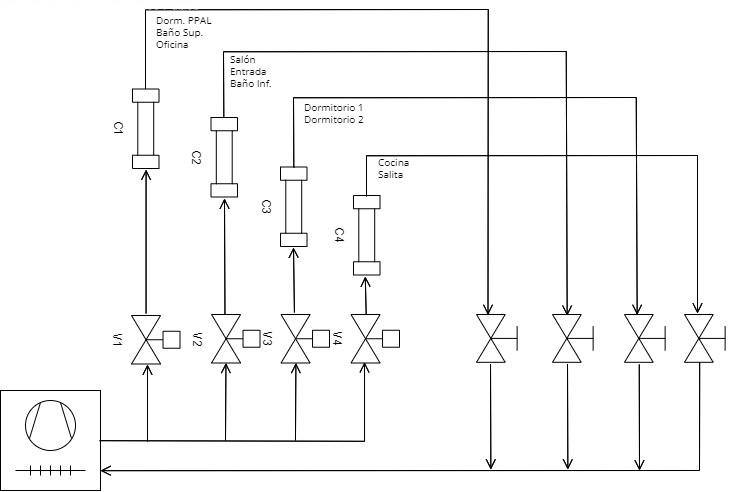 Dorm. PPAL
Baño Sup.
Oficina
Salón
Entrada
Baño Inf.
Dormitorio 1
Dormitorio 2
Cocina
Salita
C1
C2
C3
C4
V1
V2
V3
V4